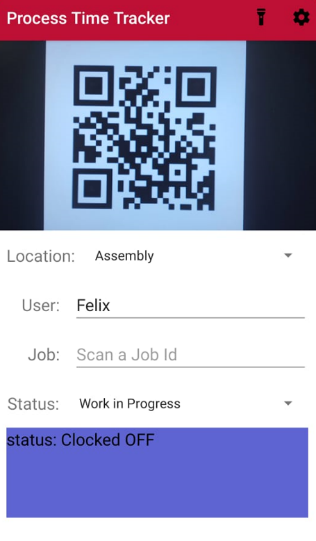 Process Time Tracker
Location: Assembly
User: Felix
Job: Scan a Job Id
Status: Work in Progress
status: Clocked OFF